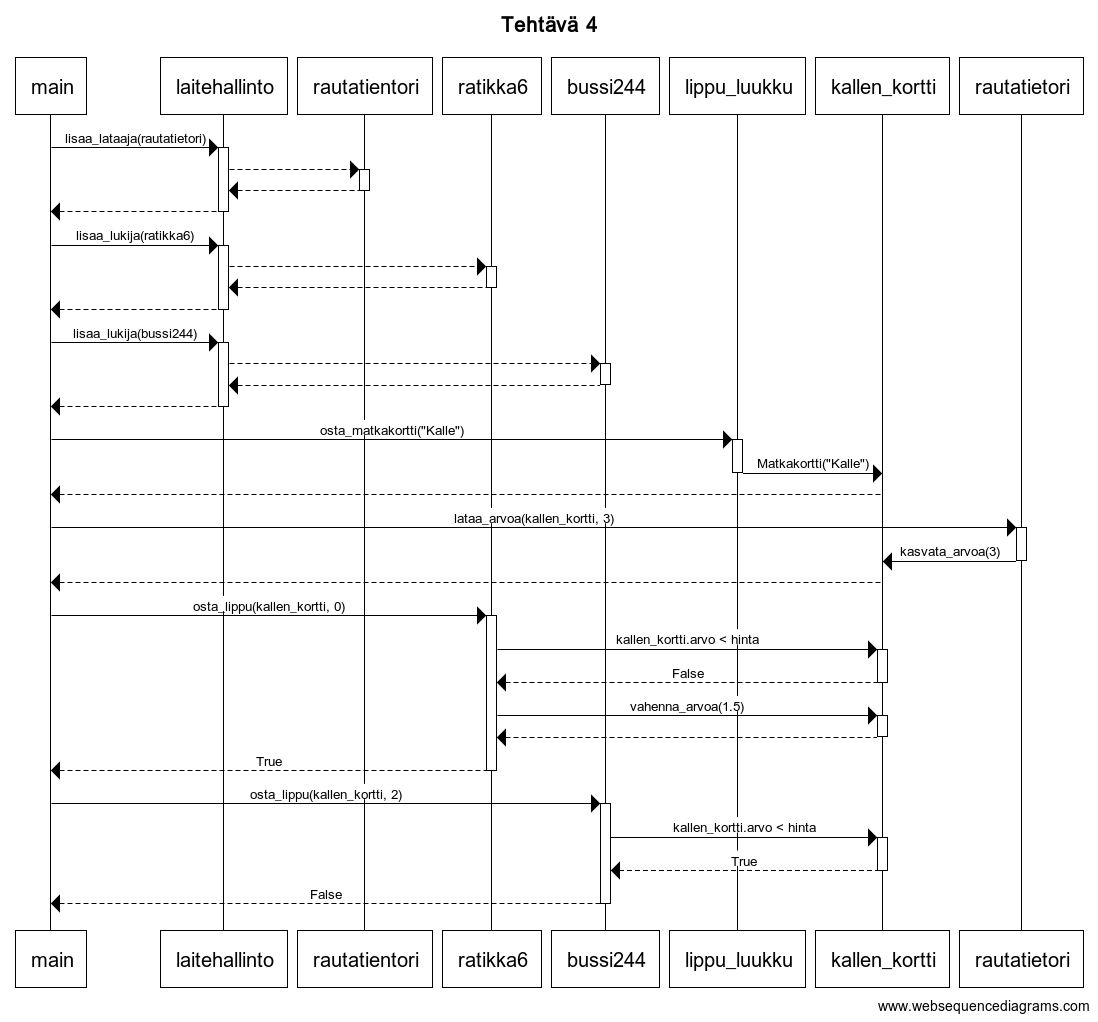 Tehtävä 4
main laitehallinto rautatientori ratikka6 bussi244 lippu_luukku kallen_kortti rautatietori
lisaa_lataaja(rautatietori)
lisaa_lukija(ratikka6)
lisaa_lukija(bussi244)
osta_matkakortti("Kalle")
Matkakortti("Kalle")
lataa_arvoa(kallen_kortti, 3)
kasvata_arvoa(3)
osta_lippu(kallen_kortti, 0)
kallen_kortti.arvo < hinta
False
vahenna_arvoa(1.5)
True
osta_lippu(kallen_kortti, 2)
kallen_kortti.arvo < hinta
True
False
main laitehallinto rautatientori ratikka6 bussi244 lippu_luukku kallen_kortti rautatietori
www.websequencediagrams.com